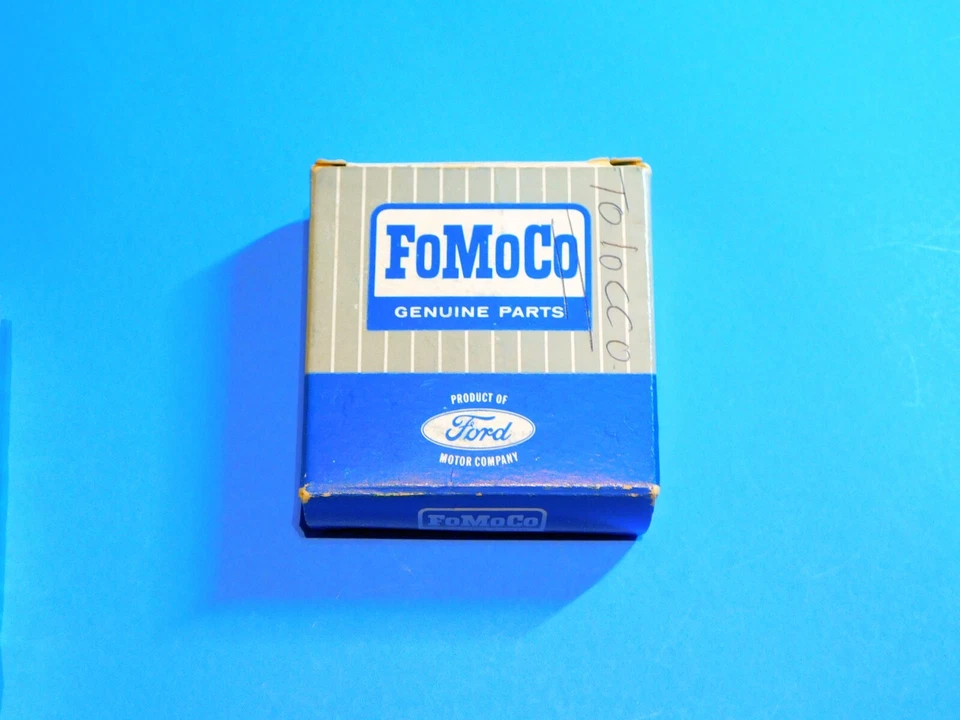 FoMoCo
GENUINE PARTS
PRODUCT OF
Ford
MOTOR COMPANY
FoMoCo